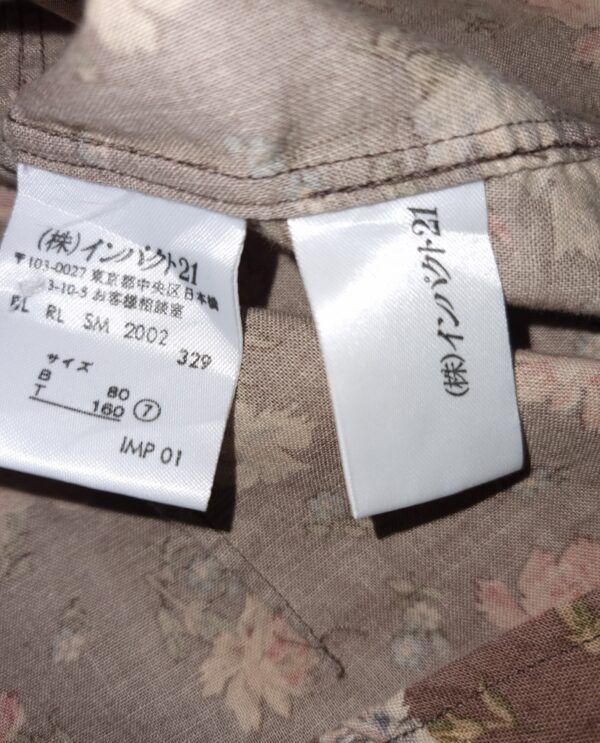 (株)インパクト21
〒103-0027 東京都中央区日本橋
3-10-5 お客様相談室
RL SM 2002
329
サイズ
B 80
T 160 ⑦
IMP 01
(株)インパクト21